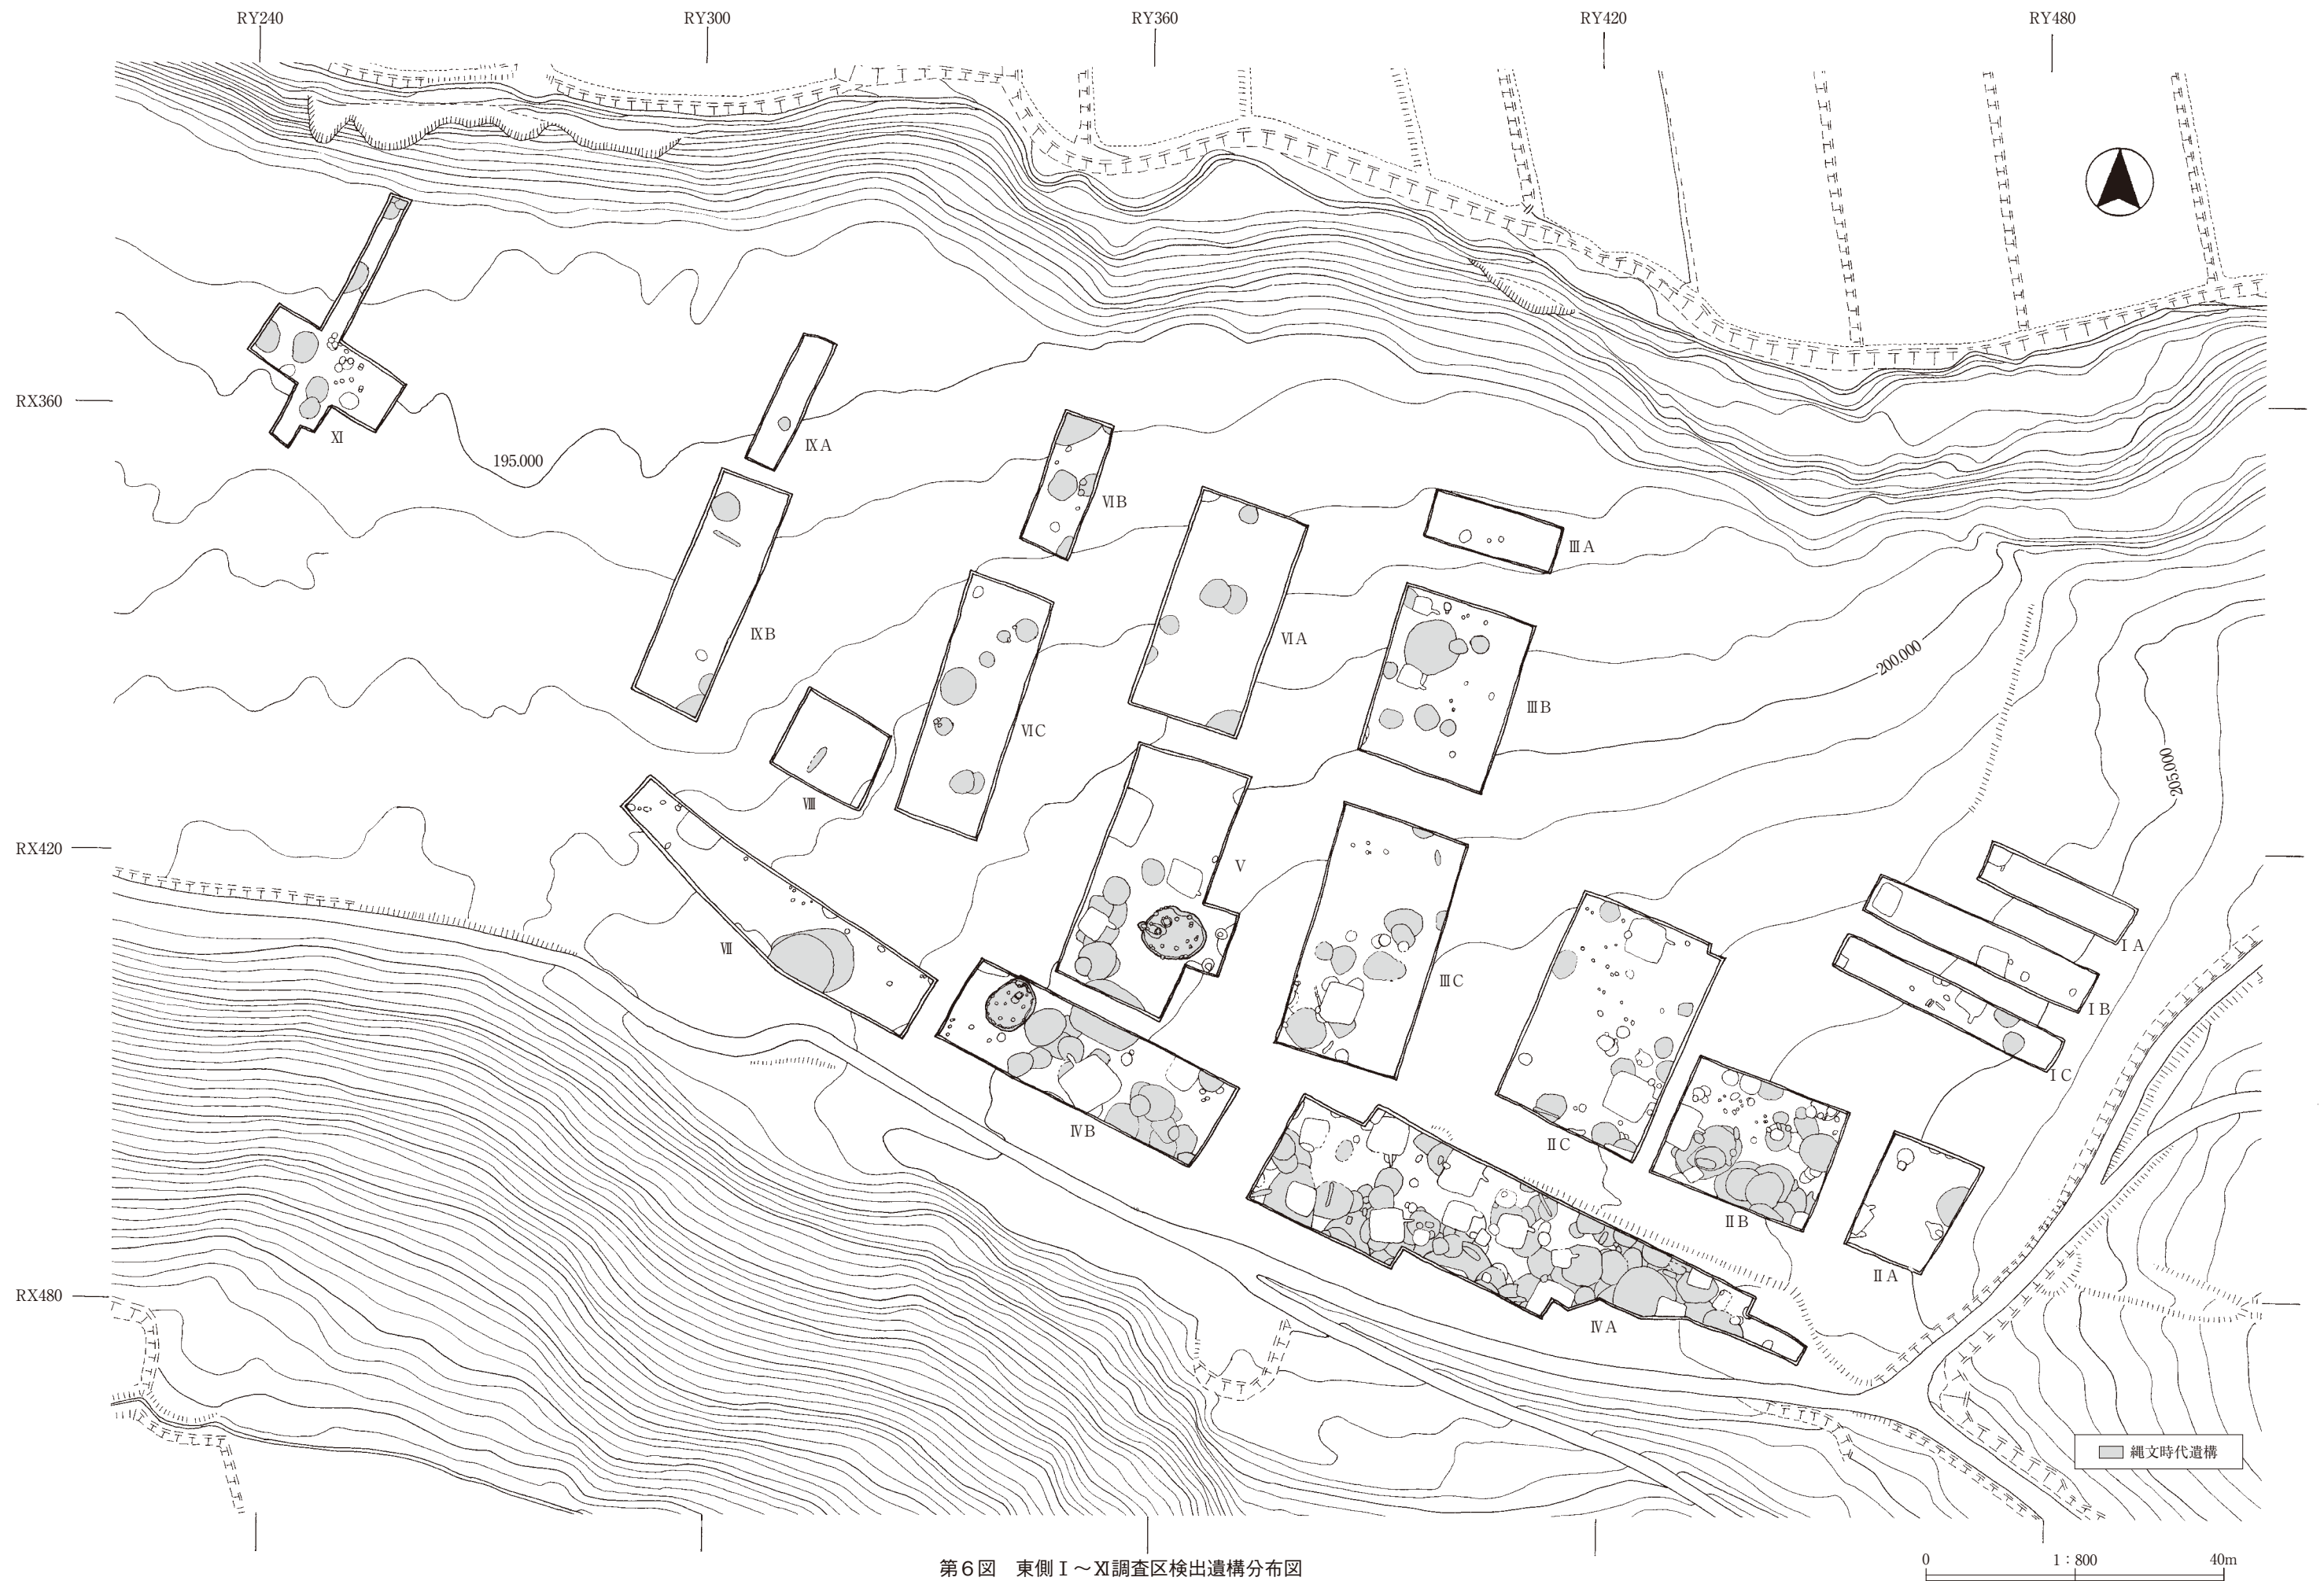 RY240 RY300 RY360 RY420 RY480
RX360
XI
195.000
ⅨA
ⅥB
ⅢA
ⅨB
ⅥA
200.000
ⅢB
ⅥC
205.000
Ⅷ
RX420
Ⅴ
Ⅶ
ⅠA
ⅢC
ⅠB
ⅠC
ⅣB
ⅡC
ⅡB
ⅡA
RX480
ⅣA
縄文時代遺構
第6図 東側Ⅰ～Ⅺ調査区検出遺構分布図
0 1：800 40m